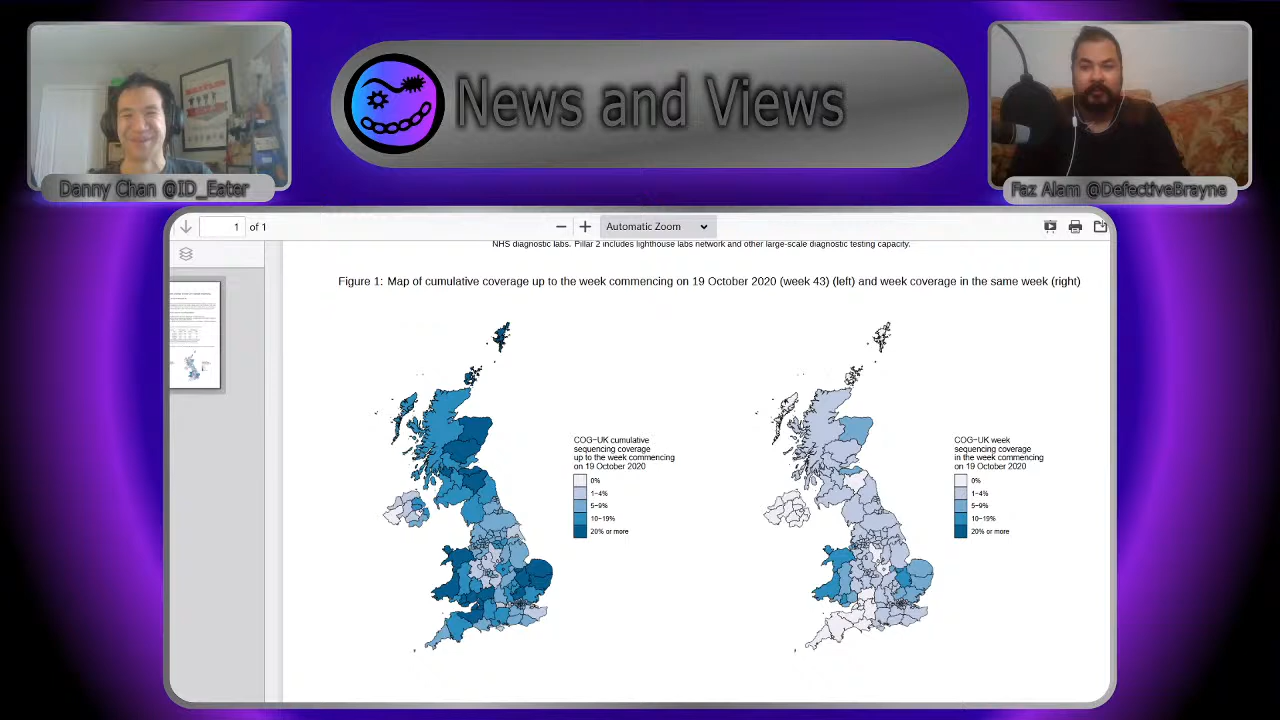 News and Views
Danny Chan @ID_Eater
Faz Alam @DefectiveBrayne
1 of 1
Automatic Zoom
NHS diagnostic labs. Pillar 2 includes lighthouse labs network and other large-scale diagnostic testing capacity.
Figure 1: Map of cumulative coverage up to the week commencing on 19 October 2020 (week 43) (left) and week coverage in the same week (right)
COG-UK cumulative
sequencing coverage
up to the week commencing
on 19 October 2020
0%
1-4%
5-9%
10-19%
20% or more
COG-UK week
sequencing coverage
in the week commencing
on 19 October 2020
0%
1-4%
5-9%
10-19%
20% or more